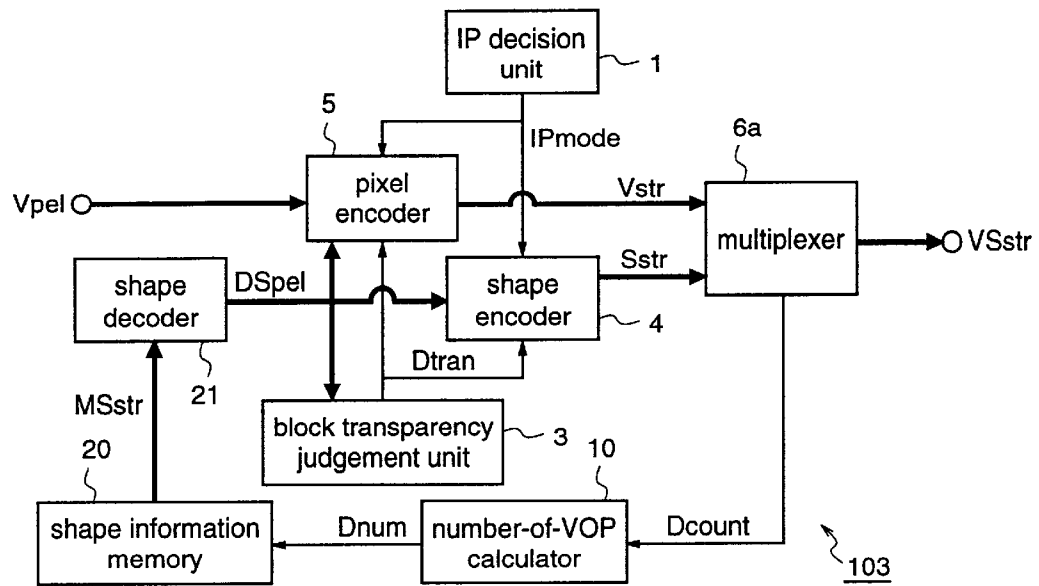 IP decision
unit
1
5
IPmode
6a
Vpel
pixel
encoder
Vstr
multiplexer
VSstr
shape
decoder
DSpel
shape
encoder
Sstr
4
21
Dtran
MSstr
block transparency
judgement unit
3
20
10
shape information
memory
Dnum
number-of-VOP
calculator
Dcount
103